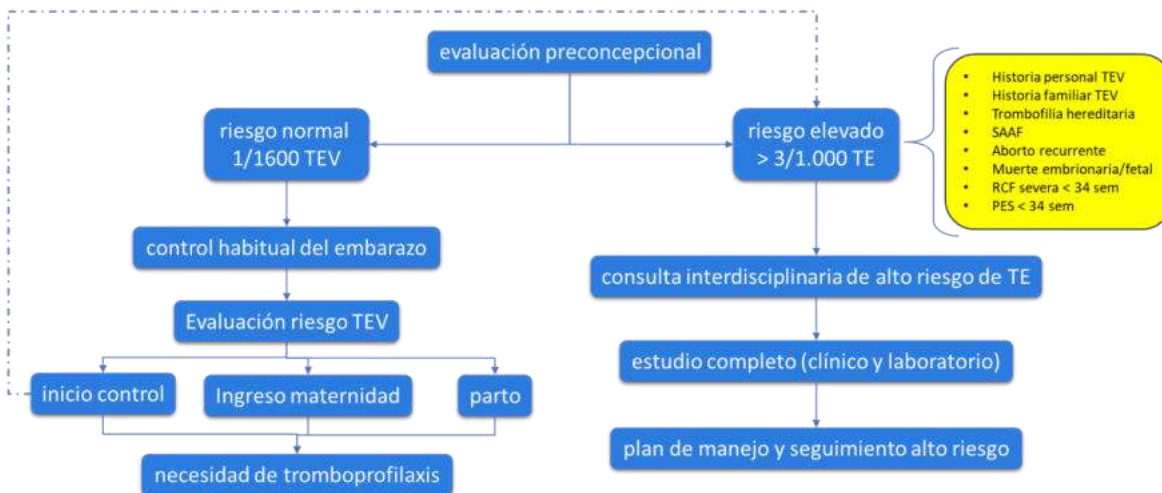 evaluación preconcepcional
riesgo normal
1/1600 TEV
riesgo elevado
> 3/1.000 TE
• Historia personal TEV
• Historia familiar TEV
• Trombofilia hereditaria
• SAAF
• Aborto recurrente
• Muerte embrionaria/fetal
• RCF severa < 34 sem
• PES < 34 sem
control habitual del embarazo
Evaluación riesgo TEV
inicio control
Ingreso maternidad
parto
necesidad de tromboprofilaxis
consulta interdisciplinaria de alto riesgo de TE
estudio completo (clínico y laboratorio)
plan de manejo y seguimiento alto riesgo